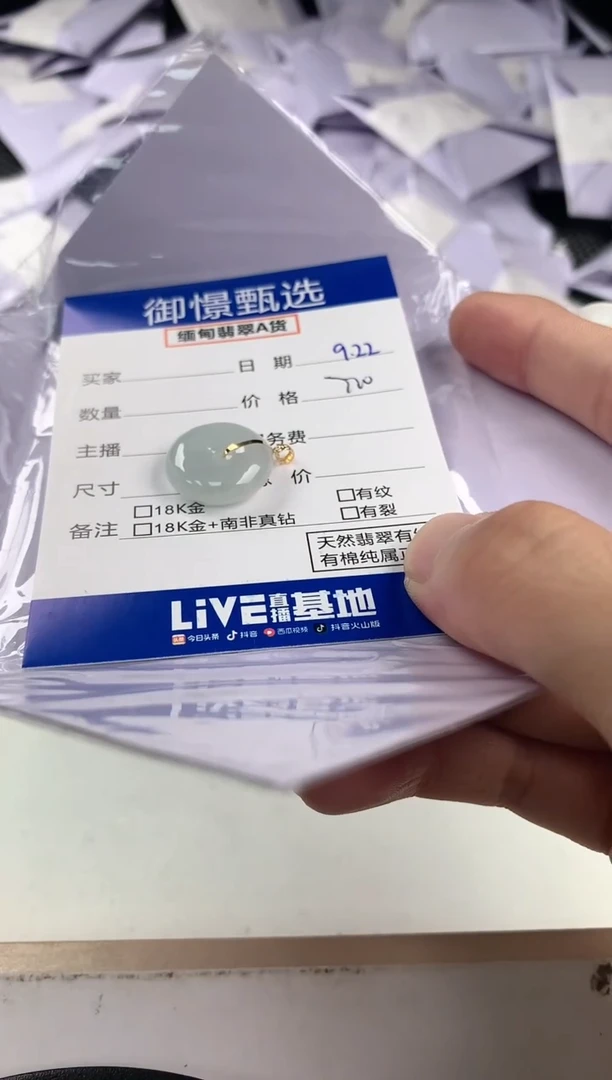 御憬甄选
缅甸翡翠A货
买家 日期 9.22
数量 价格
主播 务费
尺寸 价
备注 □18K金 □有纹
□18K金+南非真钻 □有裂
天然翡翠有
有棉纯属
LiVE直播基地
头条 今日头条 抖音 西瓜视频 抖音火山版